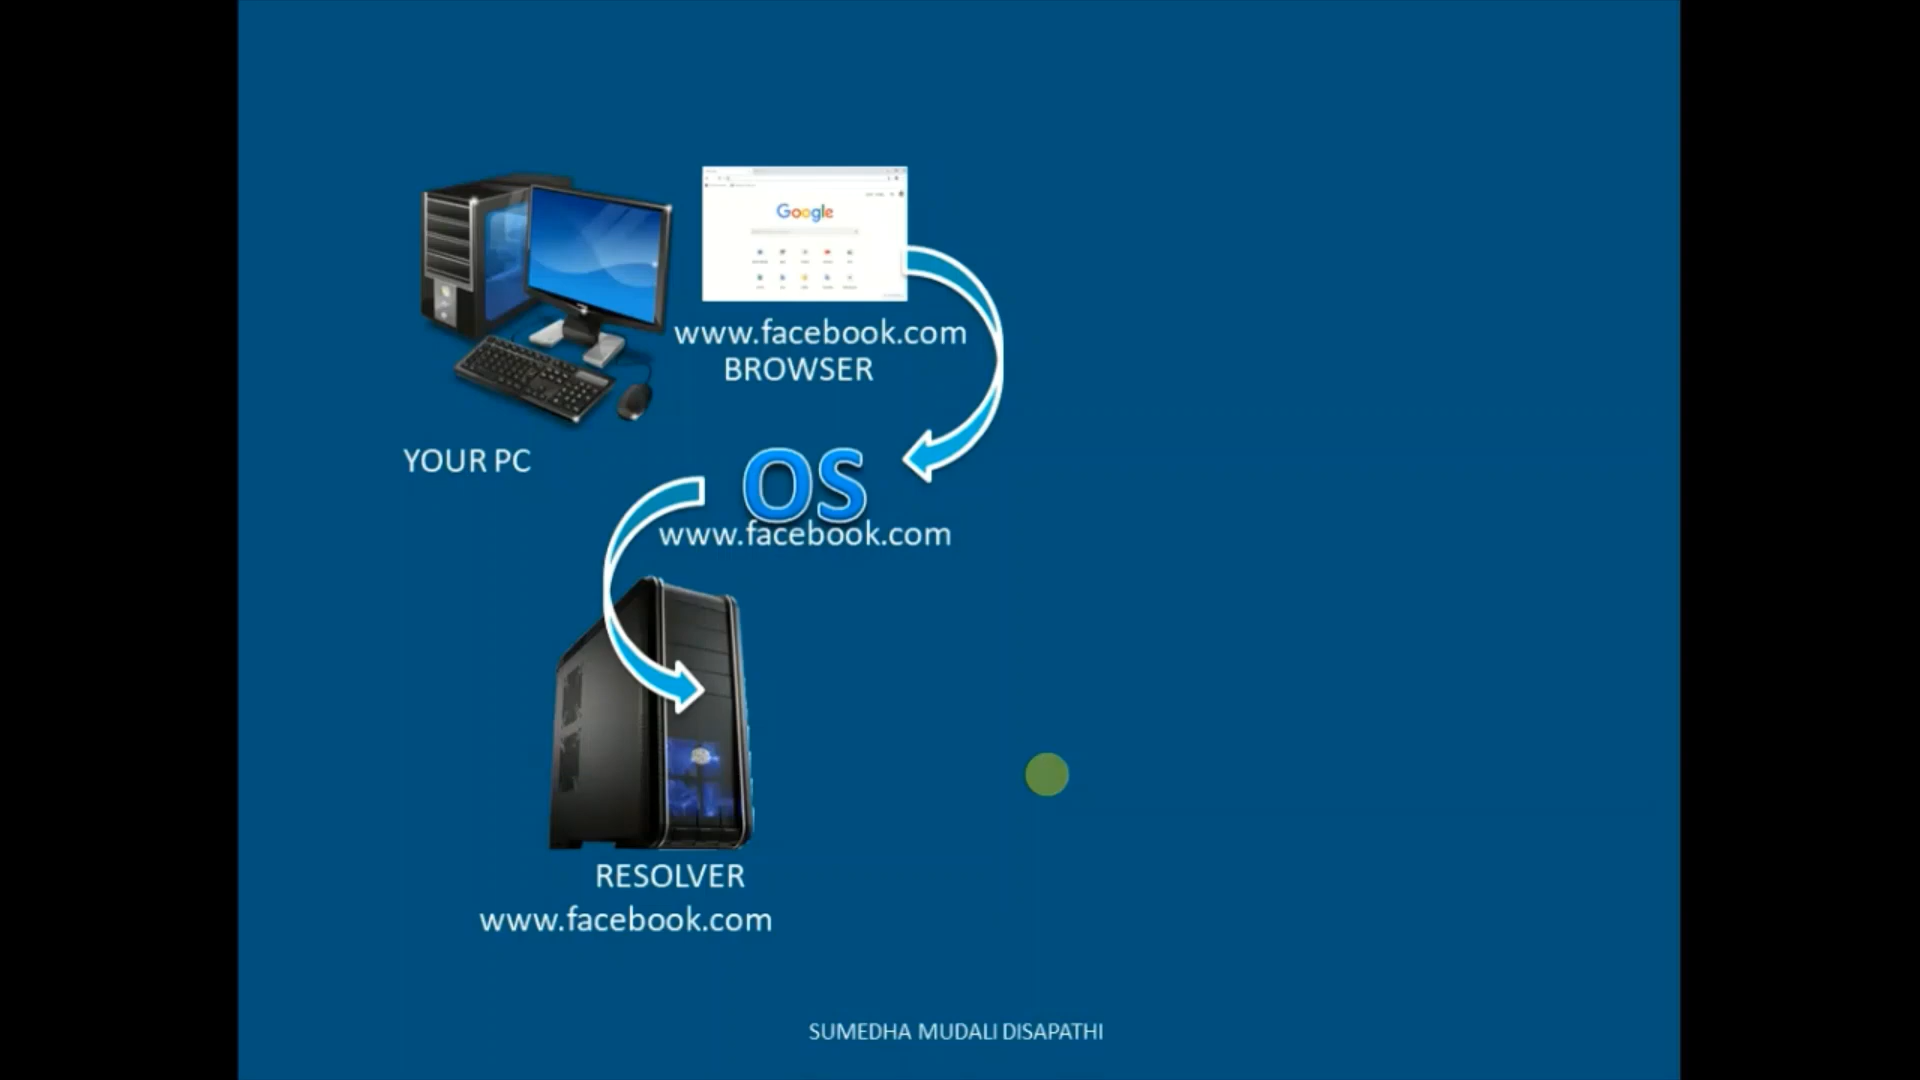 Google
www.facebook.com
BROWSER
YOUR PC
OS
www.facebook.com
RESOLVER
www.facebook.com
SUMEDHA MUDALI DISAPATHI